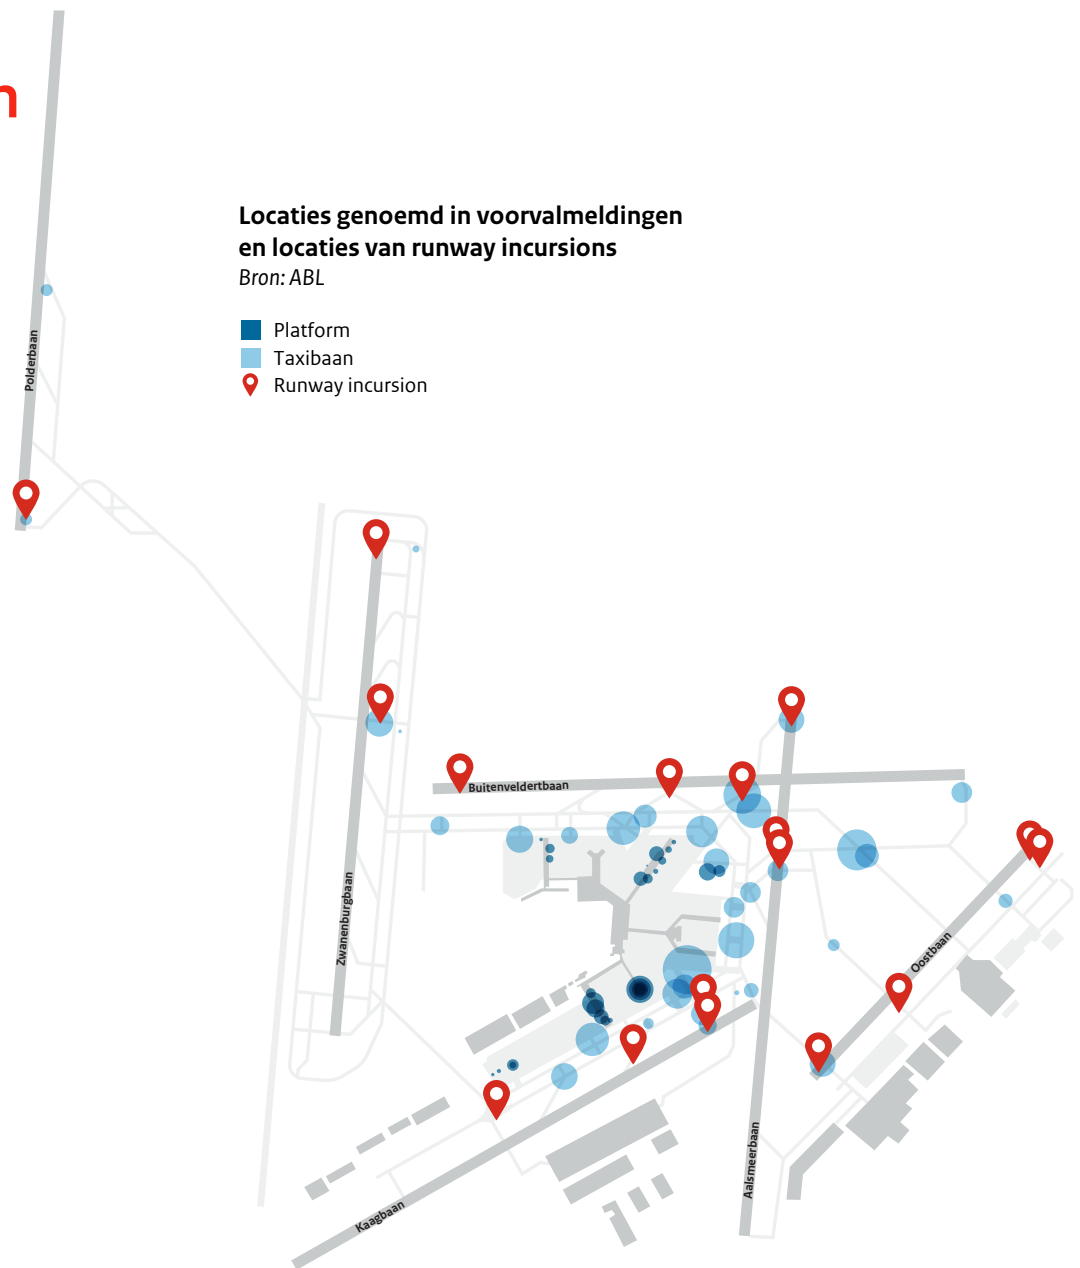 n
Locaties genoemd in voorvalmeldingen
en locaties van runway incursions
Bron: ABL
Platform
Taxibaan
Runway incursion
Polderbaan
Buitenveldertbaan
Zwanenburgbaan
Oostbaan
Aalsmeerbaan
Kaagbaan